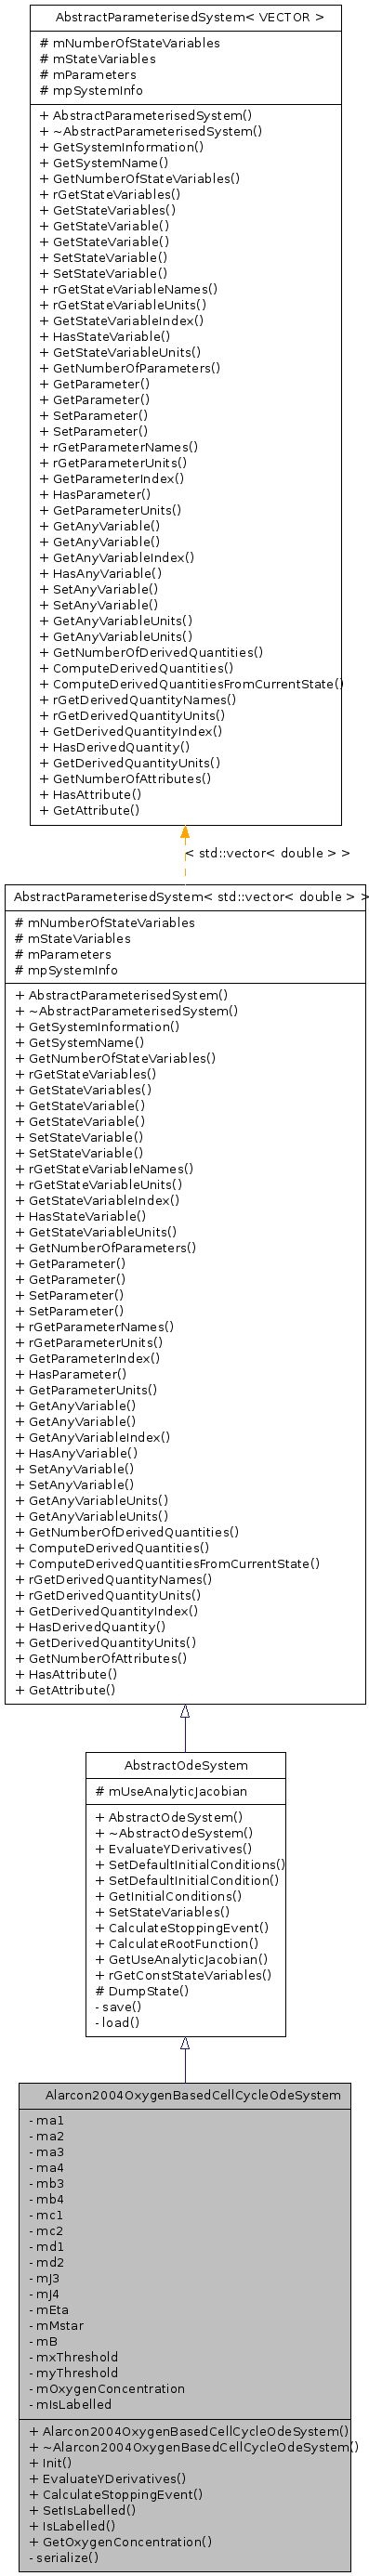 AbstractParameterisedSystem< VECTOR >
# mNumberOfStateVariables
# mStateVariables
# mParameters
# mpSystemInfo
+ AbstractParameterisedSystem()
+ ~AbstractParameterisedSystem()
+ GetSystemInformation()
+ GetSystemName()
+ GetNumberOfStateVariables()
+ rGetStateVariables()
+ GetStateVariables()
+ GetStateVariable()
+ GetStateVariable()
+ SetStateVariable()
+ SetStateVariable()
+ rGetStateVariableNames()
+ rGetStateVariableUnits()
+ GetStateVariableIndex()
+ HasStateVariable()
+ GetStateVariableUnits()
+ GetNumberOfParameters()
+ GetParameter()
+ GetParameter()
+ SetParameter()
+ SetParameter()
+ rGetParameterNames()
+ rGetParameterUnits()
+ GetParameterIndex()
+ HasParameter()
+ GetParameterUnits()
+ GetAnyVariable()
+ GetAnyVariable()
+ GetAnyVariableIndex()
+ HasAnyVariable()
+ SetAnyVariable()
+ SetAnyVariable()
+ GetAnyVariableUnits()
+ GetAnyVariableUnits()
+ GetNumberOfDerivedQuantities()
+ ComputeDerivedQuantities()
+ ComputeDerivedQuantitiesFromCurrentState()
+ rGetDerivedQuantityNames()
+ rGetDerivedQuantityUnits()
+ GetDerivedQuantityIndex()
+ HasDerivedQuantity()
+ GetDerivedQuantityUnits()
+ GetNumberOfAttributes()
+ HasAttribute()
+ GetAttribute()
< std::vector< double > >
AbstractParameterisedSystem< std::vector< double > >
# mNumberOfStateVariables
# mStateVariables
# mParameters
# mpSystemInfo
+ AbstractParameterisedSystem()
+ ~AbstractParameterisedSystem()
+ GetSystemInformation()
+ GetSystemName()
+ GetNumberOfStateVariables()
+ rGetStateVariables()
+ GetStateVariables()
+ GetStateVariable()
+ GetStateVariable()
+ SetStateVariable()
+ SetStateVariable()
+ rGetStateVariableNames()
+ rGetStateVariableUnits()
+ GetStateVariableIndex()
+ HasStateVariable()
+ GetStateVariableUnits()
+ GetNumberOfParameters()
+ GetParameter()
+ GetParameter()
+ SetParameter()
+ SetParameter()
+ rGetParameterNames()
+ rGetParameterUnits()
+ GetParameterIndex()
+ HasParameter()
+ GetParameterUnits()
+ GetAnyVariable()
+ GetAnyVariable()
+ GetAnyVariableIndex()
+ HasAnyVariable()
+ SetAnyVariable()
+ SetAnyVariable()
+ GetAnyVariableUnits()
+ GetAnyVariableUnits()
+ GetNumberOfDerivedQuantities()
+ ComputeDerivedQuantities()
+ ComputeDerivedQuantitiesFromCurrentState()
+ rGetDerivedQuantityNames()
+ rGetDerivedQuantityUnits()
+ GetDerivedQuantityIndex()
+ HasDerivedQuantity()
+ GetDerivedQuantityUnits()
+ GetNumberOfAttributes()
+ HasAttribute()
+ GetAttribute()
AbstractOdeSystem
# mUseAnalyticJacobian
+ AbstractOdeSystem()
+ ~AbstractOdeSystem()
+ EvaluateYDerivatives()
+ SetDefaultInitialConditions()
+ SetDefaultInitialCondition()
+ GetInitialConditions()
+ SetStateVariables()
+ CalculateStoppingEvent()
+ CalculateRootFunction()
+ GetUseAnalyticJacobian()
+ rGetConstStateVariables()
# DumpState()
- save()
- load()
Alarcon2004OxygenBasedCellCycleOdeSystem
- ma1
- ma2
- ma3
- ma4
- mb3
- mb4
- mc1
- mc2
- md1
- md2
- mJ3
- mJ4
- mEta
- mMstar
- mB
- mxThreshold
- myThreshold
- mOxygenConcentration
- mIsLabelled
+ Alarcon2004OxygenBasedCellCycleOdeSystem()
+ ~Alarcon2004OxygenBasedCellCycleOdeSystem()
+ Init()
+ EvaluateYDerivatives()
+ CalculateStoppingEvent()
+ SetIsLabelled()
+ IsLabelled()
+ GetOxygenConcentration()
- serialize()